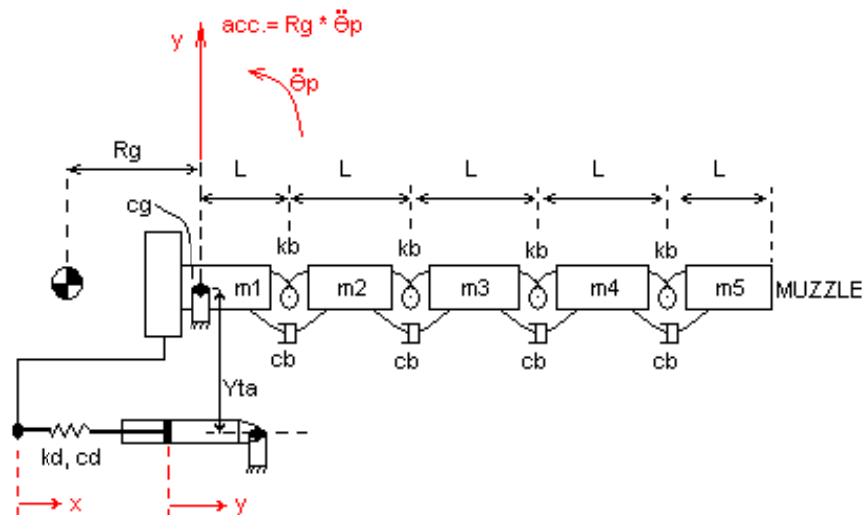 acc.= Rg * Θ̈p
y
Θ̈p
Rg
L L L L L
cg
kb kb kb kb
m1 m2 m3 m4 m5 MUZZLE
cb cb cb cb
Yta
kd, cd
x y